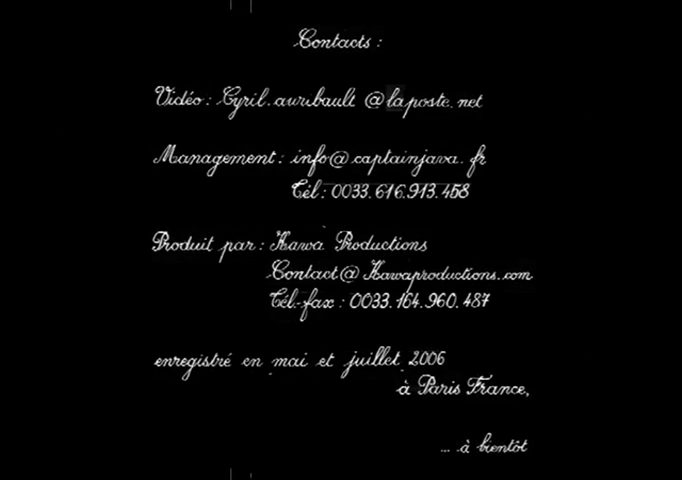 Contacts :
Vidéo : Cyril.auribault @laposte.net
Management : info@captainjava.fr
Tél : 0033.616.913.458
Produit par : Kawa Productions
Contact@Kawaproductions.com
Tél.-fax : 0033.164.960.487
enregistré en mai et juillet 2006
à Paris France,
... à bientôt